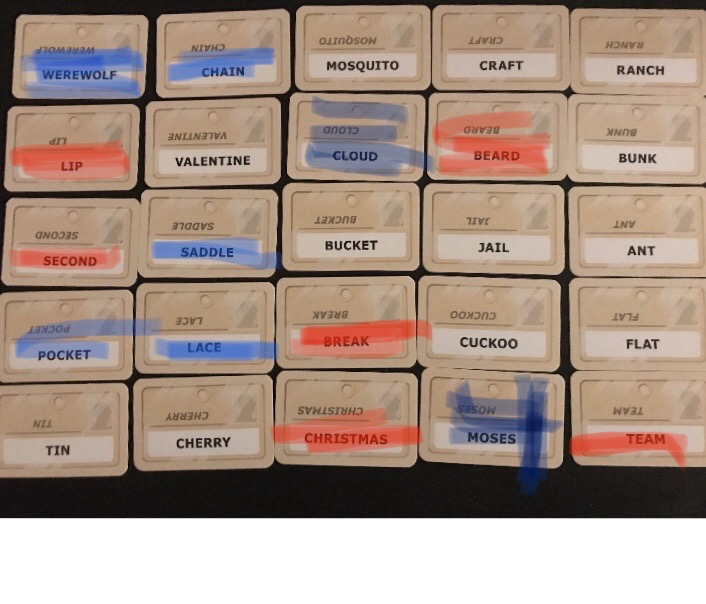 WEREWOLF CHAIN MOSQUITO CRAFT RANCH
WEREWOLF CHAIN MOSQUITO CRAFT RANCH
LIP VALENTINE CLOUD BEARD BUNK
LIP VALENTINE CLOUD BEARD BUNK
SECOND SADDLE BUCKET JAIL ANT
SECOND SADDLE BUCKET JAIL ANT
POCKET LACE BREAK CUCKOO FLAT
POCKET LACE BREAK CUCKOO FLAT
TIN CHERRY CHRISTMAS MOSES TEAM
TIN CHERRY CHRISTMAS MOSES TEAM